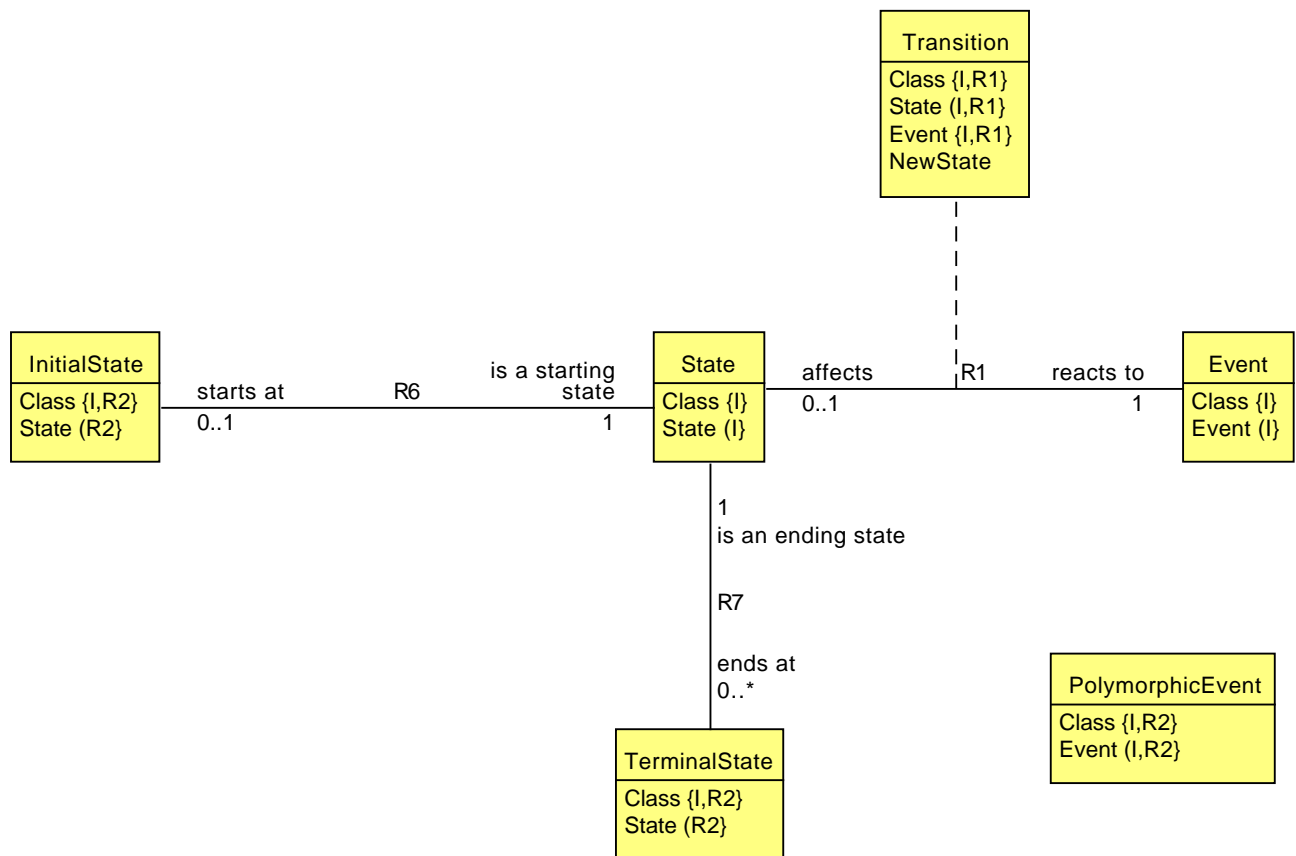 Transition
Class {I,R1}
State (I,R1}
Event {I,R1}
NewState
InitialState
Class {I,R2}
State (R2}
starts at
0..1
R6
is a starting
state
1
State
Class {I}
State (I}
affects
0..1
R1
reacts to
1
Event
Class {I}
Event (I}
1
is an ending state
R7
ends at
0..*
TerminalState
Class {I,R2}
State (R2}
PolymorphicEvent
Class {I,R2}
Event (I,R2}